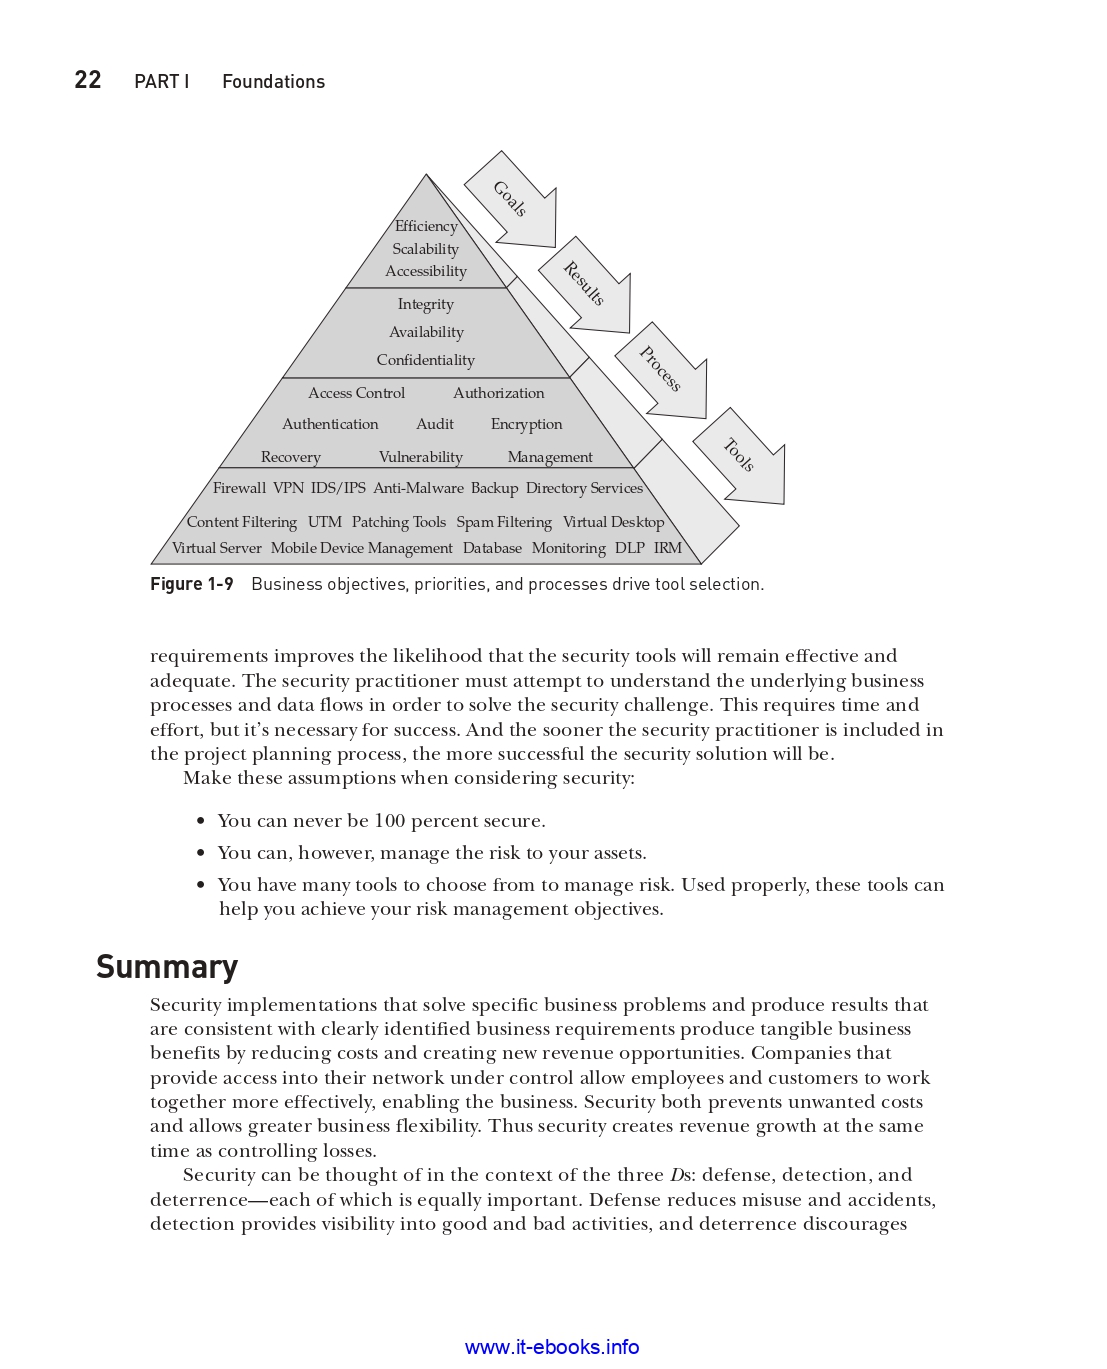 22 PART I Foundations
Goals
Results
Process
Tools
Efficiency
Scalability
Accessibility
Integrity
Availability
Confidentiality
Access Control Authorization
Authentication Audit Encryption
Recovery Vulnerability Management
Firewall VPN IDS/IPS Anti-Malware Backup Directory Services
Content Filtering UTM Patching Tools Spam Filtering Virtual Desktop
Virtual Server Mobile Device Management Database Monitoring DLP IRM
Figure 1-9 Business objectives, priorities, and processes drive tool selection.
requirements improves the likelihood that the security tools will remain effective and
adequate. The security practitioner must attempt to understand the underlying business
processes and data flows in order to solve the security challenge. This requires time and
effort, but it's necessary for success. And the sooner the security practitioner is included in
the project planning process, the more successful the security solution will be.
Make these assumptions when considering security:
• You can never be 100 percent secure.
• You can, however, manage the risk to your assets.
• You have many tools to choose from to manage risk. Used properly, these tools can
help you achieve your risk management objectives.
Summary
Security implementations that solve specific business problems and produce results that
are consistent with clearly identified business requirements produce tangible business
benefits by reducing costs and creating new revenue opportunities. Companies that
provide access into their network under control allow employees and customers to work
together more effectively, enabling the business. Security both prevents unwanted costs
and allows greater business flexibility. Thus security creates revenue growth at the same
time as controlling losses.
Security can be thought of in the context of the three Ds: defense, detection, and
deterrence—each of which is equally important. Defense reduces misuse and accidents,
detection provides visibility into good and bad activities, and deterrence discourages
www.it-ebooks.info